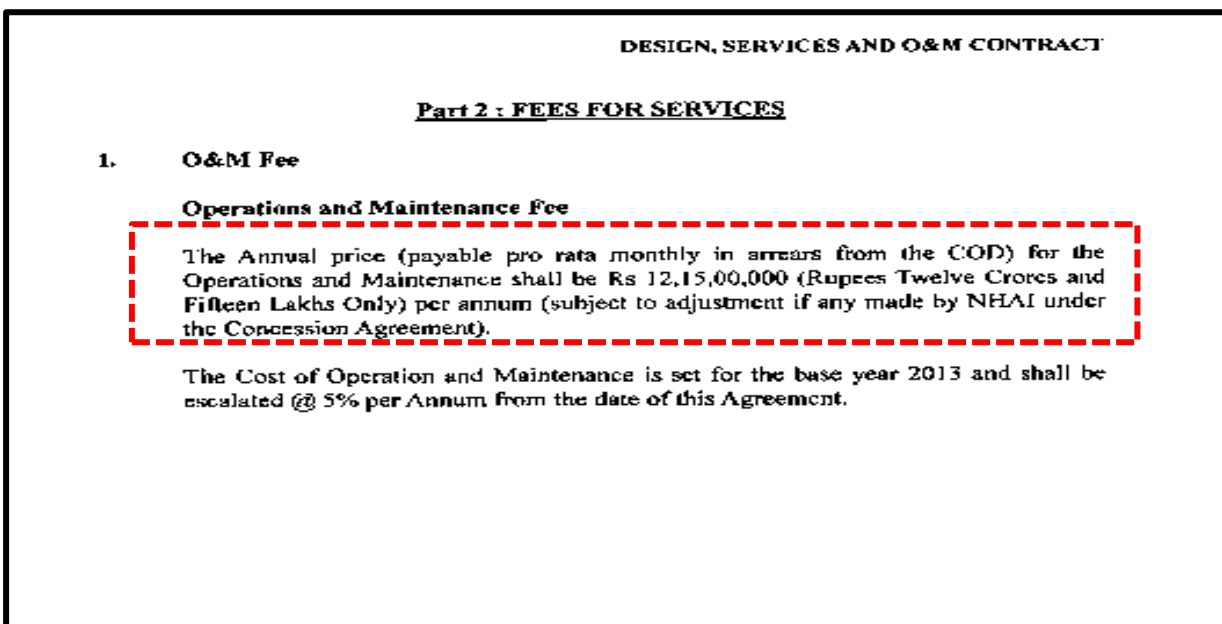 DESIGN, SERVICES AND O&M CONTRACT
Part 2 : FEES FOR SERVICES
1. O&M Fee
Operations and Maintenance Fee
The Annual price (payable pro rata monthly in arrears from the COD) for the
Operations and Maintenance shall be Rs 12,15,00,000 (Rupees Twelve Crores and
Fifteen Lakhs Only) per annum (subject to adjustment if any made by NHAI under
the Concession Agreement).
The Cost of Operation and Maintenance is set for the base year 2013 and shall be
escalated @ 5% per Annum from the date of this Agreement.